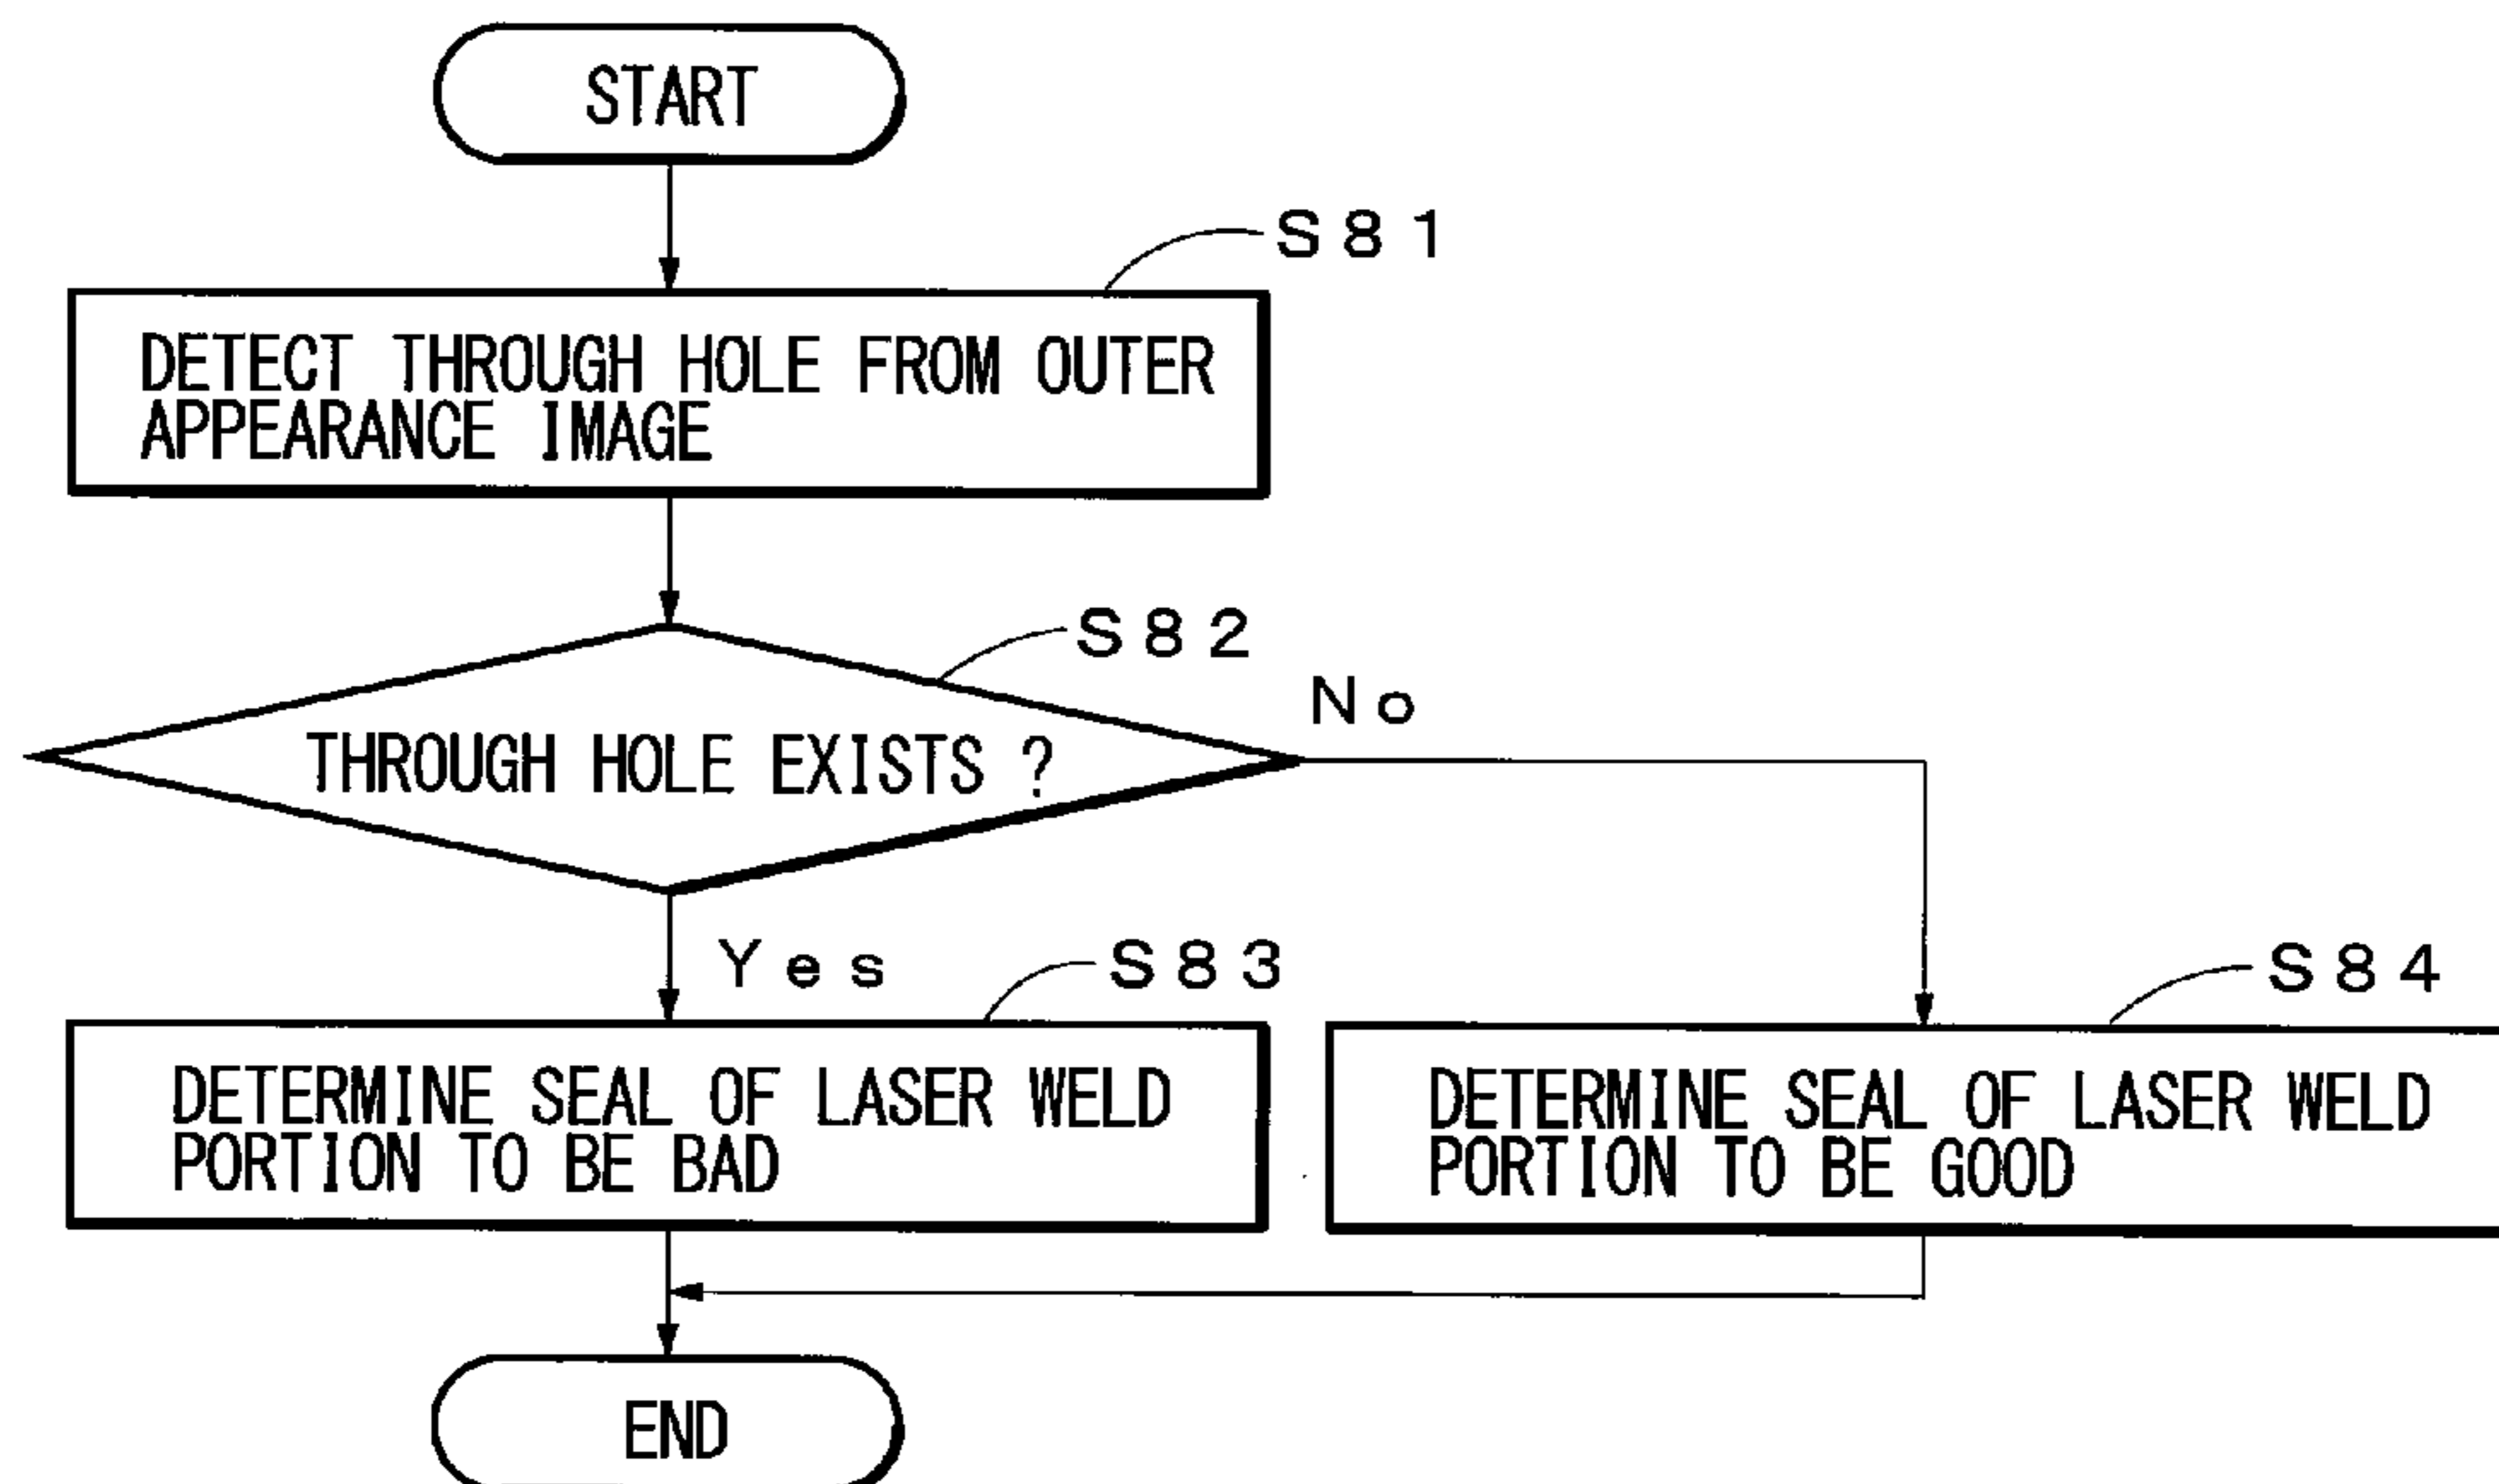 START
S81
DETECT THROUGH HOLE FROM OUTER
APPEARANCE IMAGE
S82
No
THROUGH HOLE EXISTS ?
Yes
S83
S84
DETERMINE SEAL OF LASER WELD
PORTION TO BE BAD
DETERMINE SEAL OF LASER WELD
PORTION TO BE GOOD
END